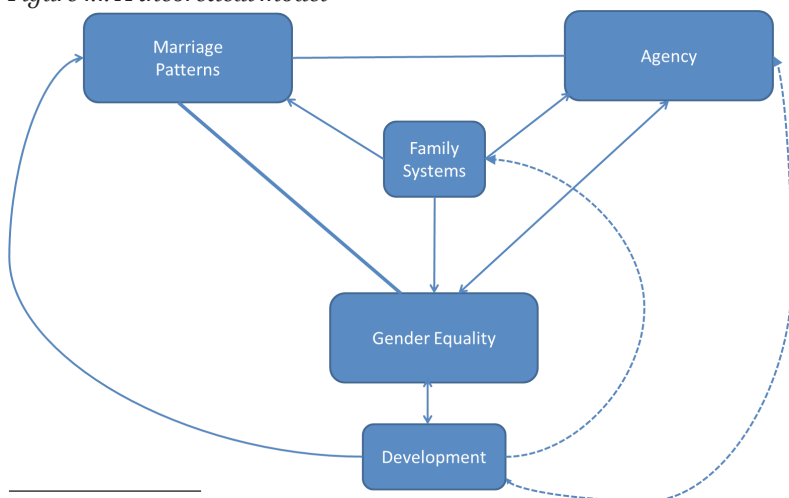 Marriage
Patterns
Agency
Family
Systems
Gender Equality
Development